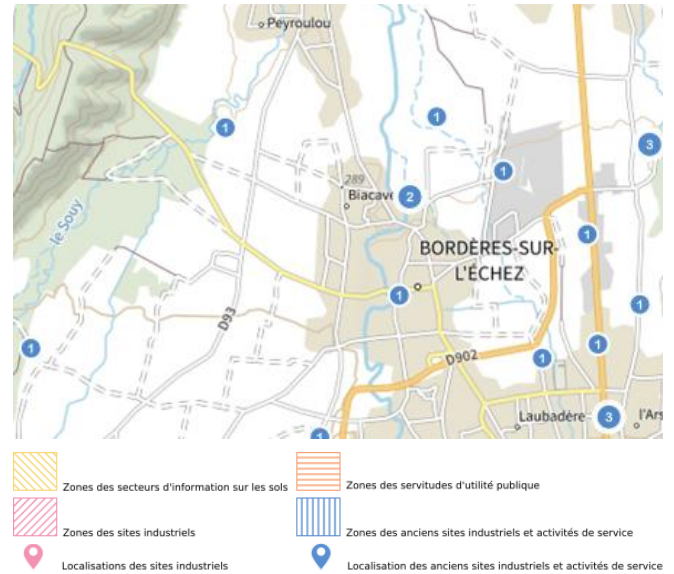 Peyroulou
1
1
3
1
289
Biacave
2
le Souy
BORDÈRES-SUR-
L'ÉCHEZ
1
1
1
D93
1
1
D902
1
Laubadère
3
l'Ars
1
Zones des secteurs d'information sur les sols
Zones des servitudes d'utilité publique
Zones des sites industriels
Zones des anciens sites industriels et activités de service
Localisations des sites industriels
Localisation des anciens sites industriels et activités de service